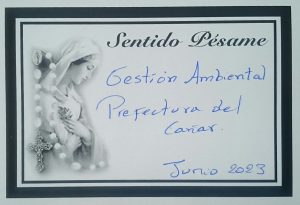 Sentido Pésame
Gestión Ambiental
Prefectura del
Cañar.
Junio 2023